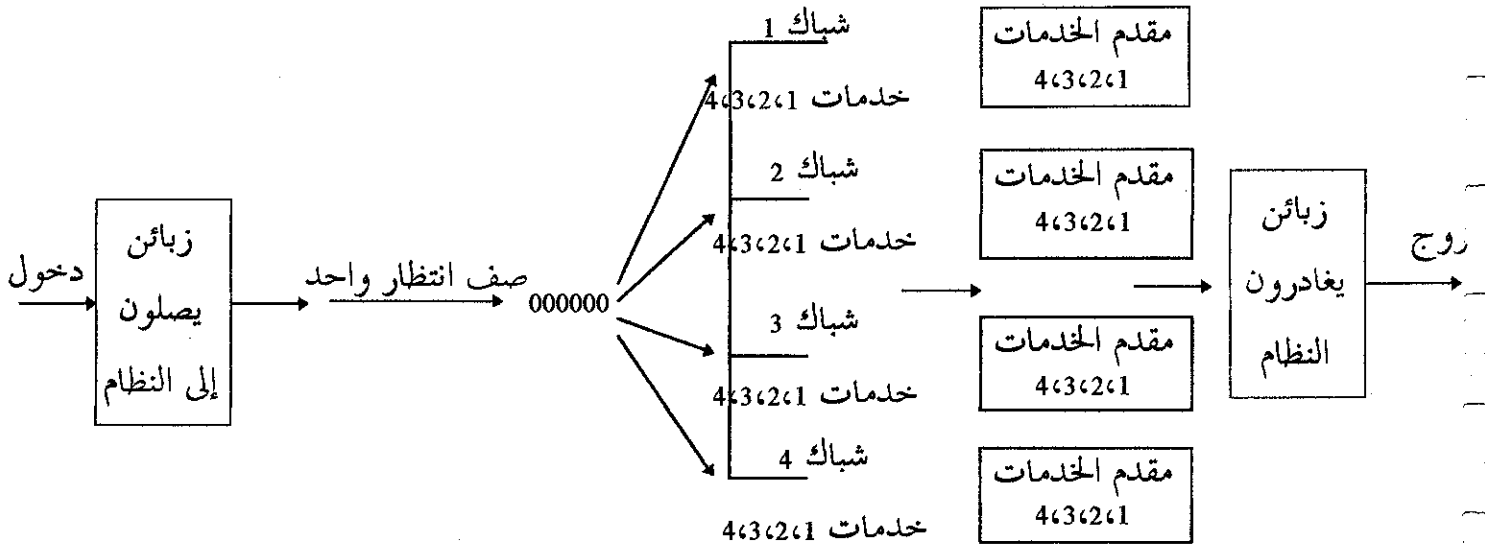 شباك 1
خدمات 1،2،3،4
شباك 2
خدمات 1،2،3،4
شباك 3
خدمات 1،2،3،4
شباك 4
خدمات 1،2،3،4
مقدم الخدمات
1،2،3،4
مقدم الخدمات
1،2،3،4
مقدم الخدمات
1،2،3،4
مقدم الخدمات
1،2،3،4
دخول
زبائن
يصلون
إلى النظام
صف انتظار واحد
000000
زبائن
يغادرون
النظام
روج